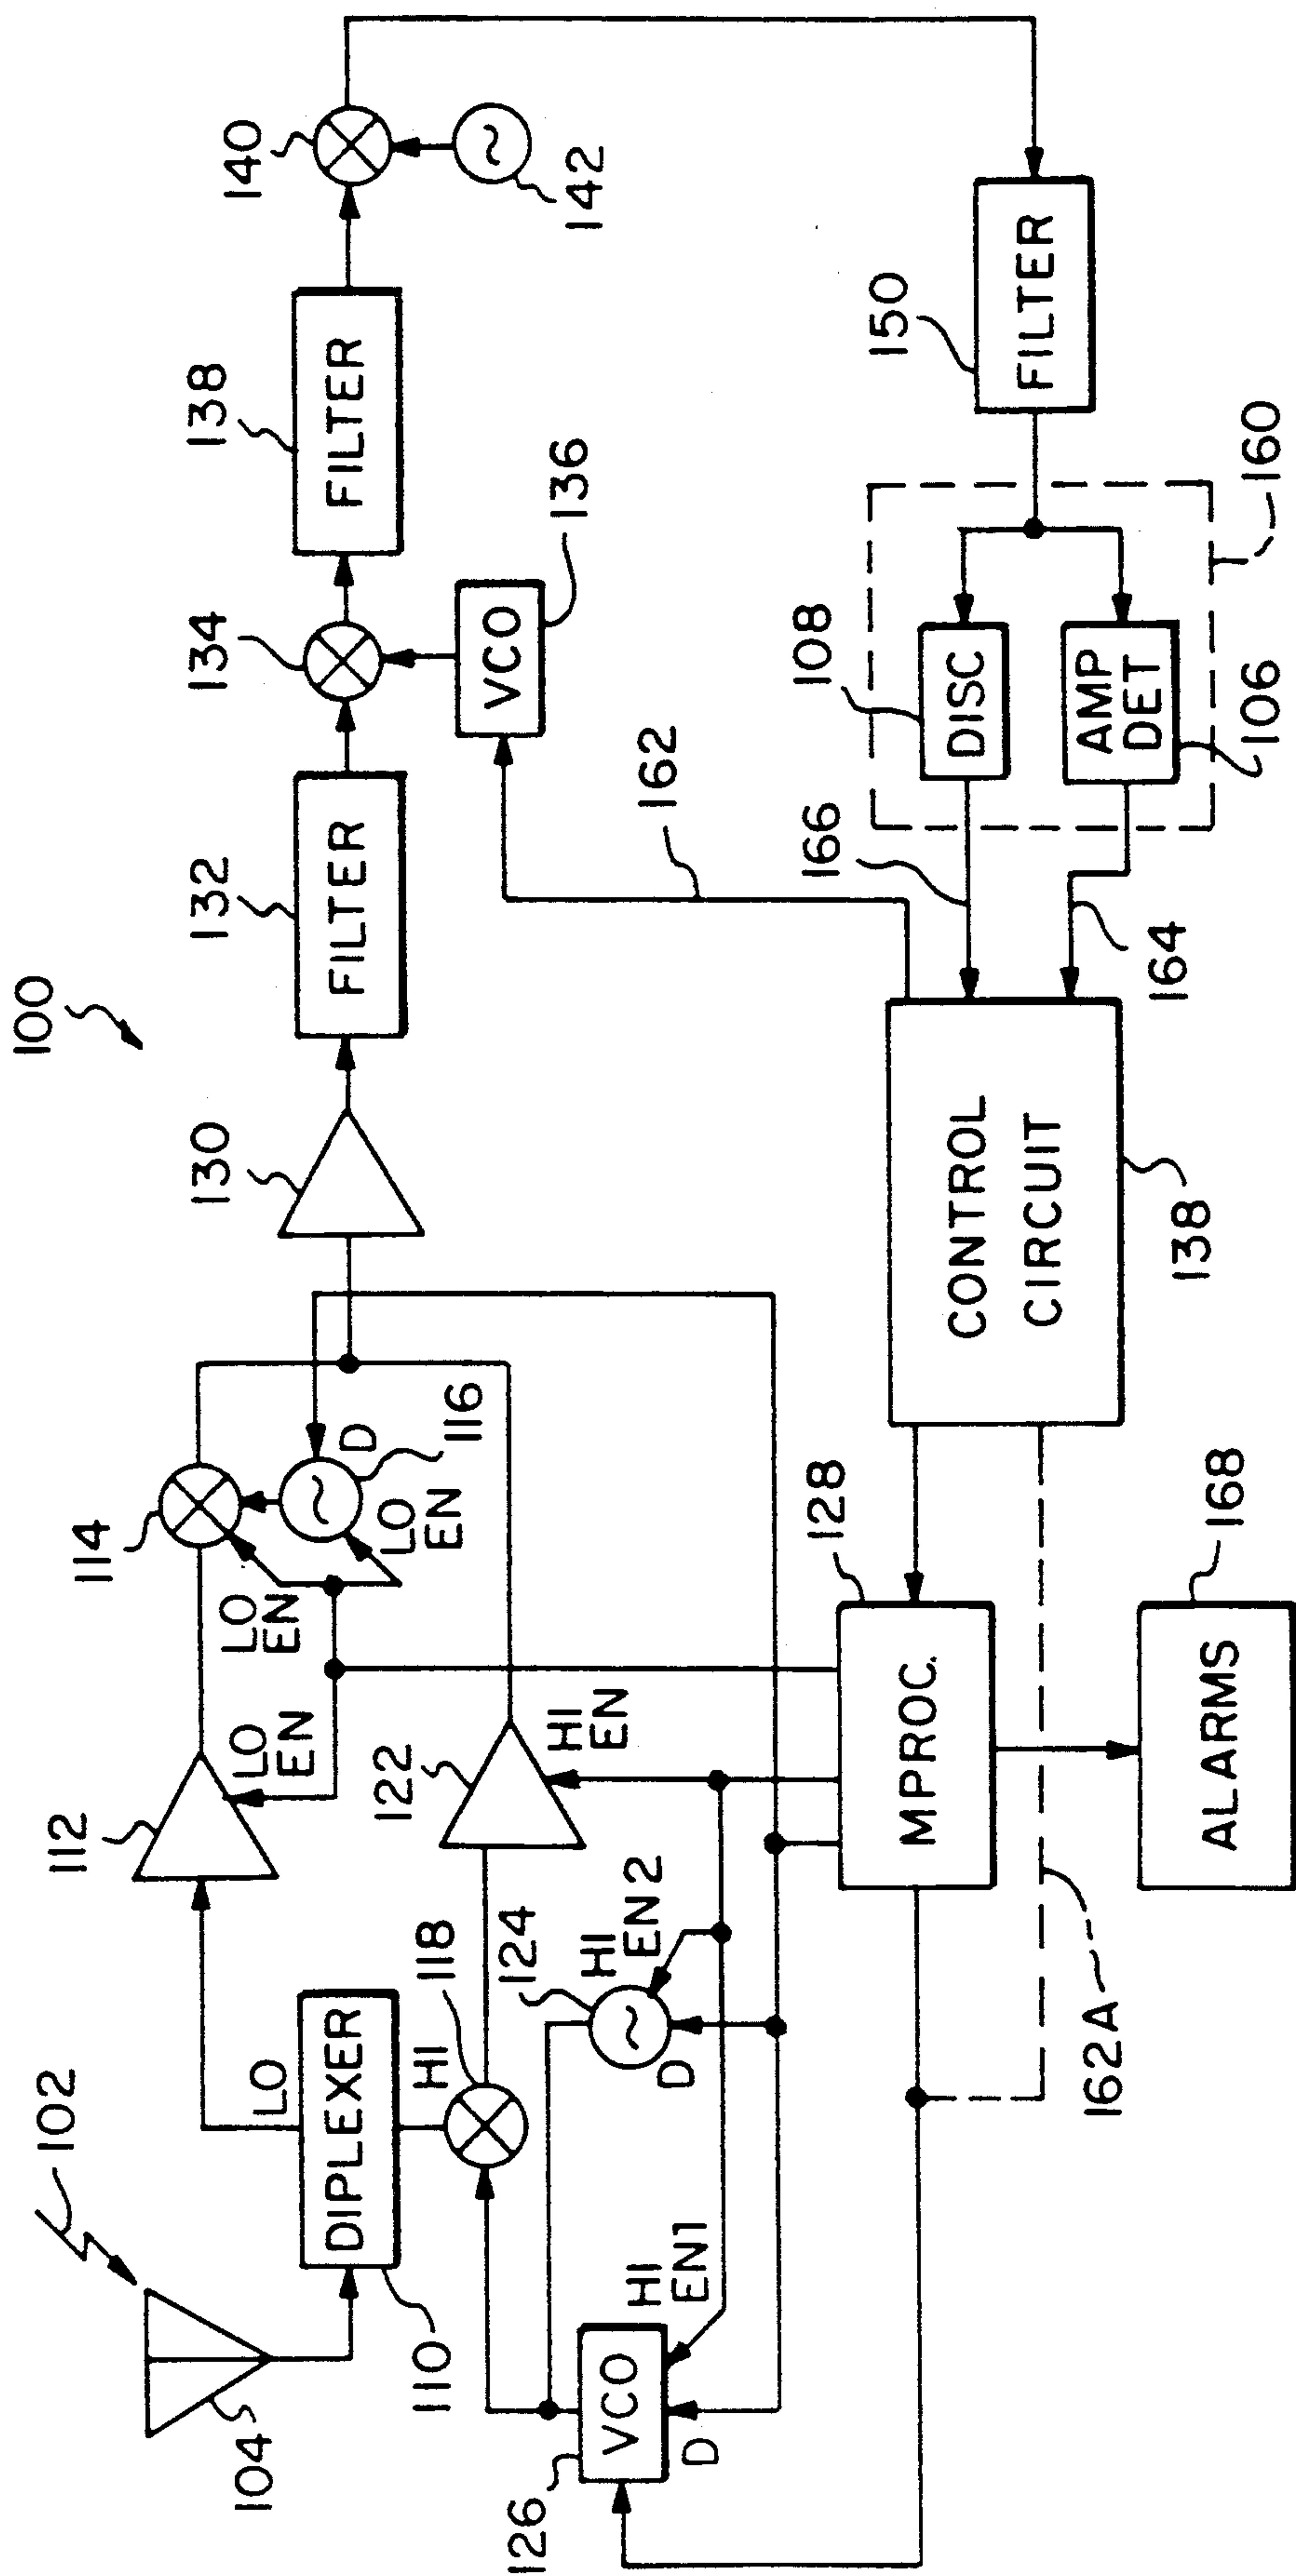 100
102
104
LO
DIPLEXER
110
HI
118
112
LO
EN
LO
EN
114
D
116
LO
EN
122
HI
EN
124
HI
EN2
D
HI
EN1
VCO
126
D
130
132
FILTER
134
VCO
136
138
FILTER
140
142
150
FILTER
160
108
DISC
AMP
DET
106
166
164
162
CONTROL
CIRCUIT
138
128
MPROC.
168
ALARMS
162A